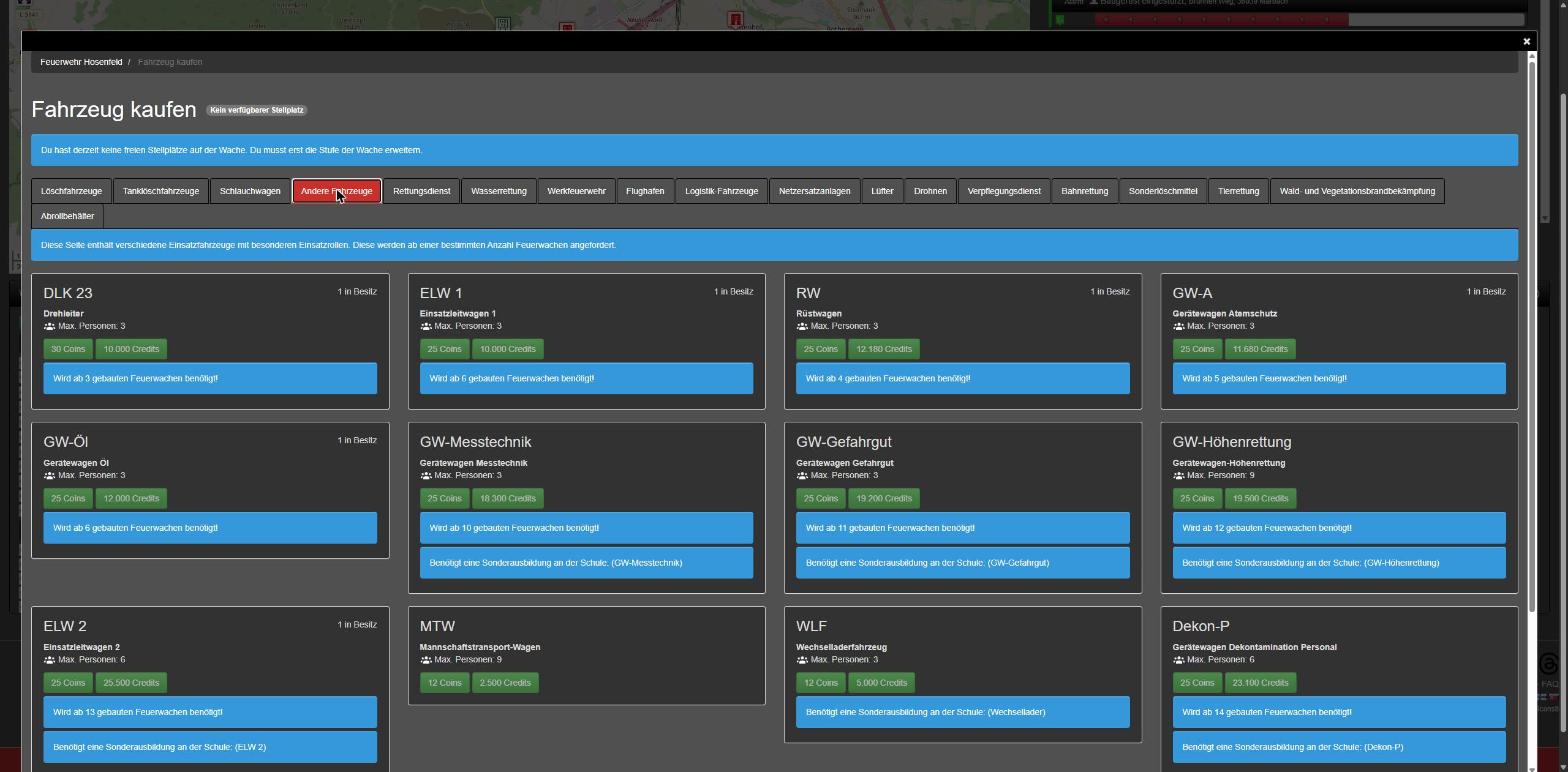 L 3141
Atem Baugerüst eingestürzt, Brunnen Weg, 36039 Marbach
×
Feuerwehr Hosenfeld / Fahrzeug kaufen
Fahrzeug kaufen Kein verfügbarer Stellplatz
Du hast derzeit keine freien Stellplätze auf der Wache. Du musst erst die Stufe der Wache erweitern.
Löschfahrzeuge Tanklöschfahrzeuge Schlauchwagen Andere Fahrzeuge Rettungsdienst Wasserrettung Werkfeuerwehr Flughafen Logistik-Fahrzeuge Netzersatzanlagen Lüfter Drohnen Verpflegungsdienst Bahnrettung Sonderlöschmittel Tierrettung Wald- und Vegetationsbrandbekämpfung
Abrollbehälter
Diese Seite enthält verschiedene Einsatzfahrzeuge mit besonderen Einsatzrollen. Diese werden ab einer bestimmten Anzahl Feuerwachen angefordert.
DLK 23 1 in Besitz
Drehleiter
Max. Personen: 3
30 Coins 10.000 Credits
Wird ab 3 gebauten Feuerwachen benötigt!
ELW 1 1 in Besitz
Einsatzleitwagen 1
Max. Personen: 3
25 Coins 10.000 Credits
Wird ab 6 gebauten Feuerwachen benötigt!
RW 1 in Besitz
Rüstwagen
Max. Personen: 3
25 Coins 12.180 Credits
Wird ab 4 gebauten Feuerwachen benötigt!
GW-A 1 in Besitz
Gerätewagen Atemschutz
Max. Personen: 3
25 Coins 11.680 Credits
Wird ab 5 gebauten Feuerwachen benötigt!
GW-Öl 1 in Besitz
Gerätewagen Öl
Max. Personen: 3
25 Coins 12.000 Credits
Wird ab 6 gebauten Feuerwachen benötigt!
GW-Messtechnik
Gerätewagen Messtechnik
Max. Personen: 3
25 Coins 18.300 Credits
Wird ab 10 gebauten Feuerwachen benötigt!
Benötigt eine Sonderausbildung an der Schule: (GW-Messtechnik)
GW-Gefahrgut
Gerätewagen Gefahrgut
Max. Personen: 3
25 Coins 19.200 Credits
Wird ab 11 gebauten Feuerwachen benötigt!
Benötigt eine Sonderausbildung an der Schule: (GW-Gefahrgut)
GW-Höhenrettung
Gerätewagen-Höhenrettung
Max. Personen: 9
25 Coins 19.500 Credits
Wird ab 12 gebauten Feuerwachen benötigt!
Benötigt eine Sonderausbildung an der Schule: (GW-Höhenrettung)
ELW 2 1 in Besitz
Einsatzleitwagen 2
Max. Personen: 6
25 Coins 25.500 Credits
Wird ab 13 gebauten Feuerwachen benötigt!
Benötigt eine Sonderausbildung an der Schule: (ELW 2)
MTW
Mannschaftstransport-Wagen
Max. Personen: 9
12 Coins 2.500 Credits
WLF
Wechselladerfahrzeug
Max. Personen: 3
12 Coins 5.000 Credits
Benötigt eine Sonderausbildung an der Schule: (Wechsellader)
Dekon-P
Gerätewagen Dekontamination Personal
Max. Personen: 6
25 Coins 23.100 Credits
Wird ab 14 gebauten Feuerwachen benötigt!
Benötigt eine Sonderausbildung an der Schule: (Dekon-P)
FAQ